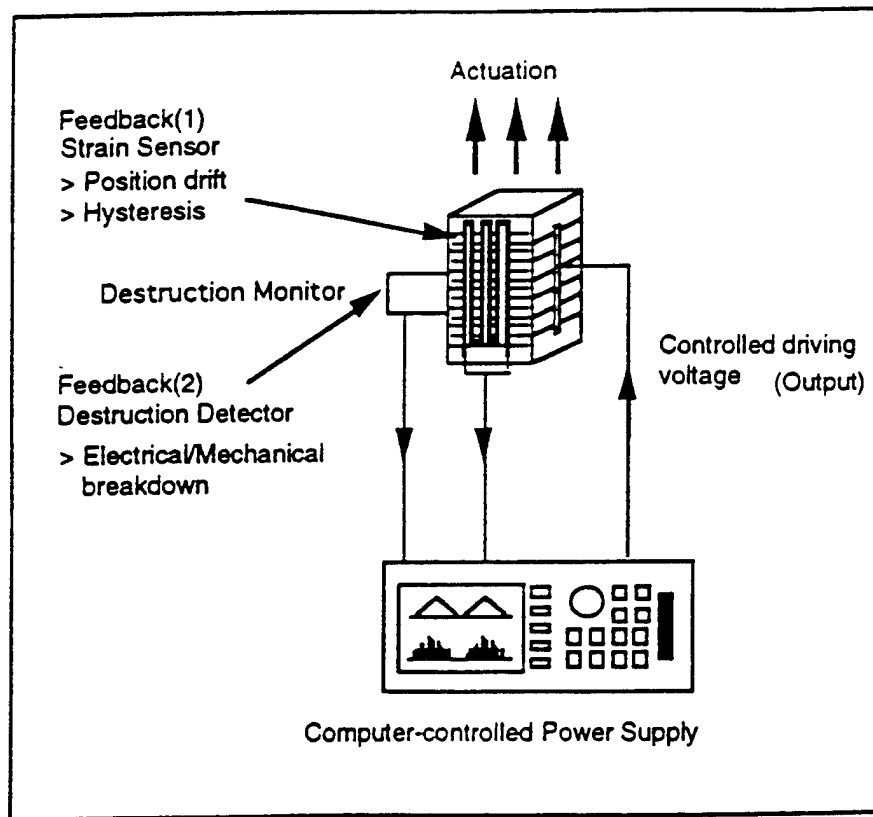 Actuation
Feedback(1)
Strain Sensor
> Position drift
> Hysteresis
Destruction Monitor
Feedback(2)
Destruction Detector
> Electrical/Mechanical
breakdown
Controlled driving
voltage (Output)
Computer-controlled Power Supply